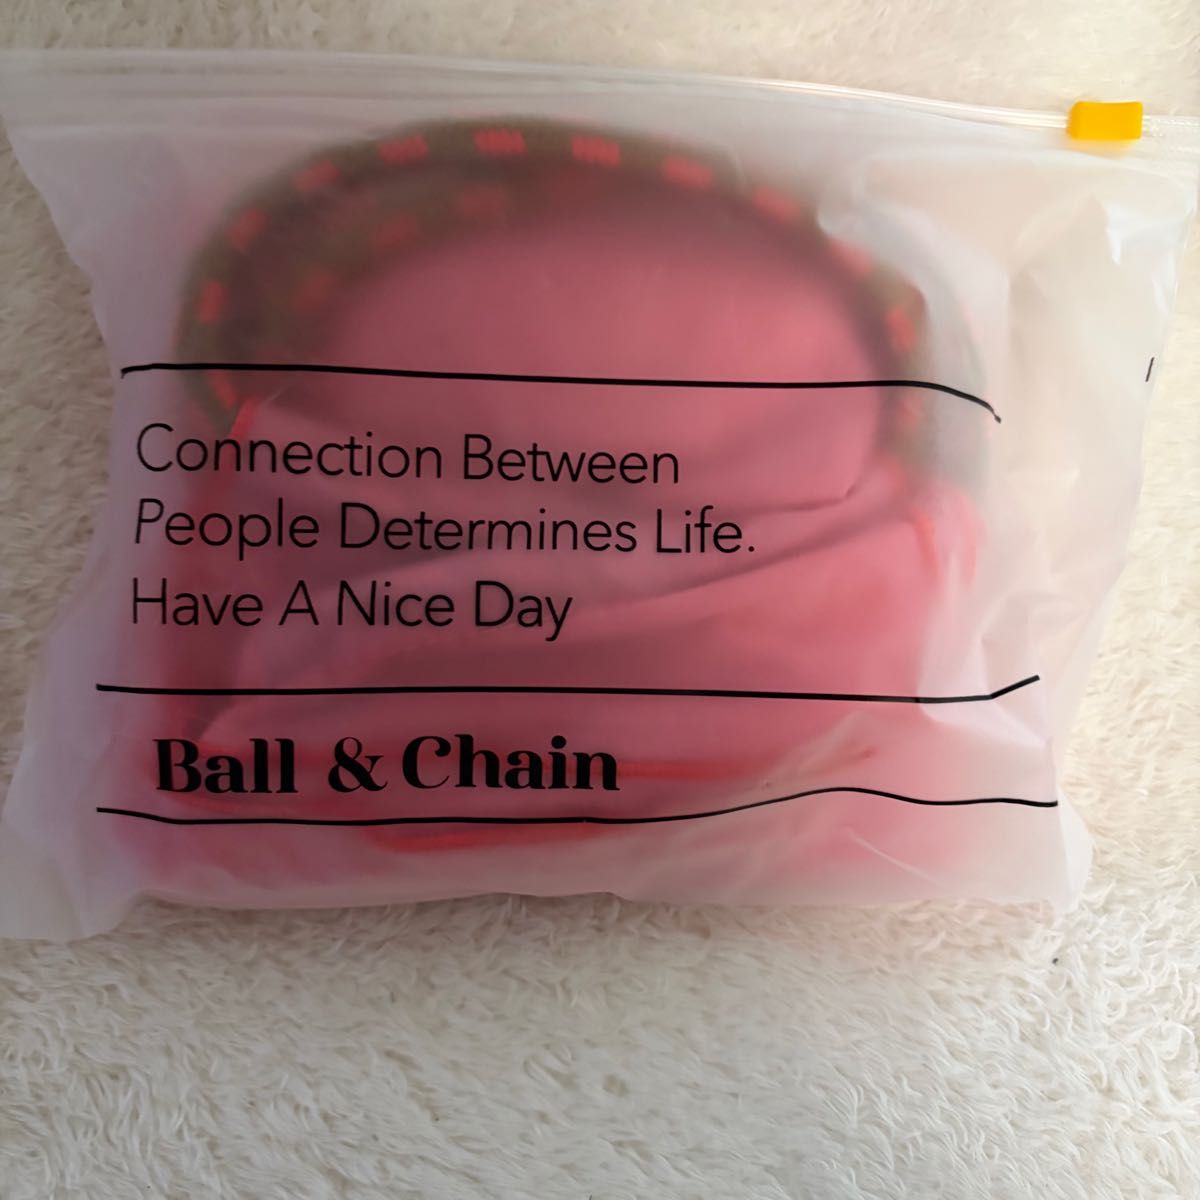 Connection Between
People Determines Life.
Have A Nice Day
Ball & Chain